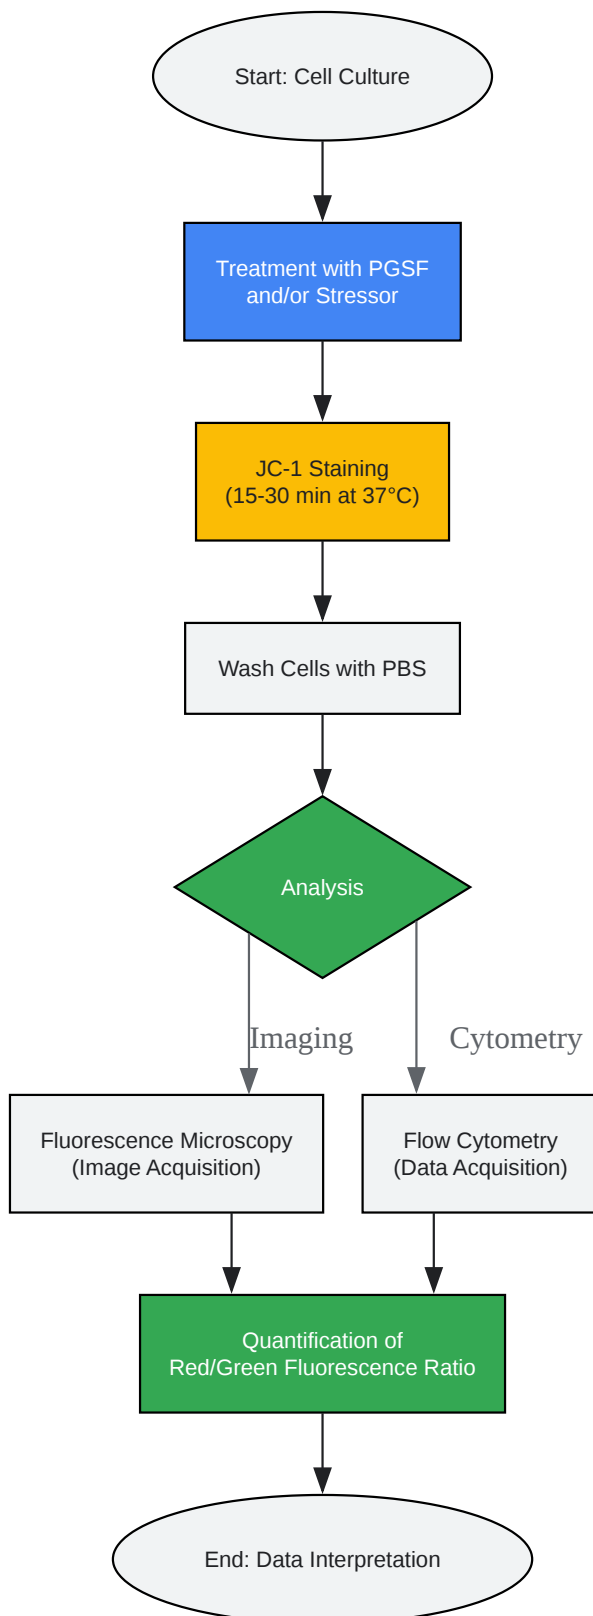 Start: Cell Culture
Treatment with PGSF
and/or Stressor
JC-1 Staining
(15-30 min at 37°C)
Wash Cells with PBS
Analysis
Imaging
Cytometry
Fluorescence Microscopy
(Image Acquisition)
Flow Cytometry
(Data Acquisition)
Quantification of
Red/Green Fluorescence Ratio
End: Data Interpretation